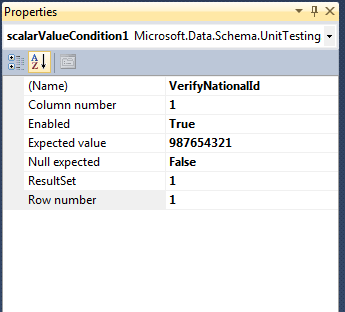 Properties
scalarValueCondition1 Microsoft.Data.Schema.UnitTesting
(Name) VerifyNationalId
Column number 1
Enabled True
Expected value 987654321
Null expected False
ResultSet 1
Row number 1